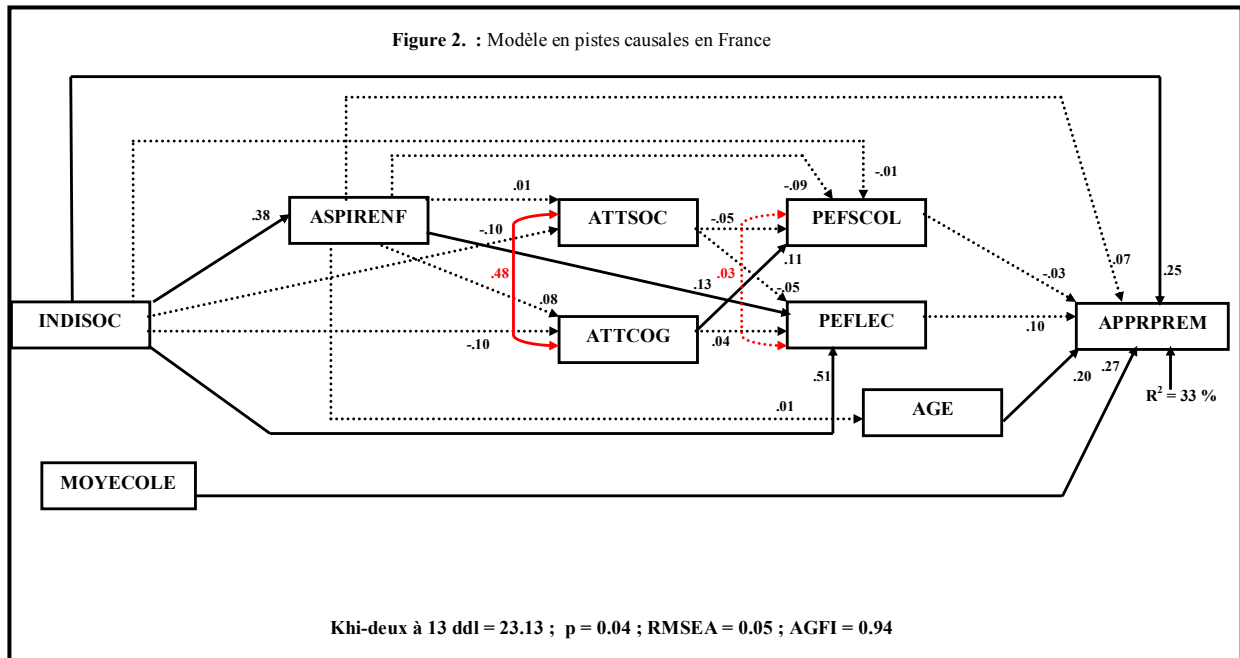 Figure 2. : Modèle en pistes causales en France
-.01
.01
-.09
ASPIRENF
ATTSOC
PEFSCOL
.38
-.05
-.10
.11
.48
.03
-.03
.07
.25
.13
-.05
.08
INDISOC
ATTCOG
PEFLEC
APPRPREM
-.10
.04
.10
.51
.20
.27
R² = 33 %
.01
AGE
MOYECOLE
Khi-deux à 13 ddl = 23.13 ; p = 0.04 ; RMSEA = 0.05 ; AGFI = 0.94